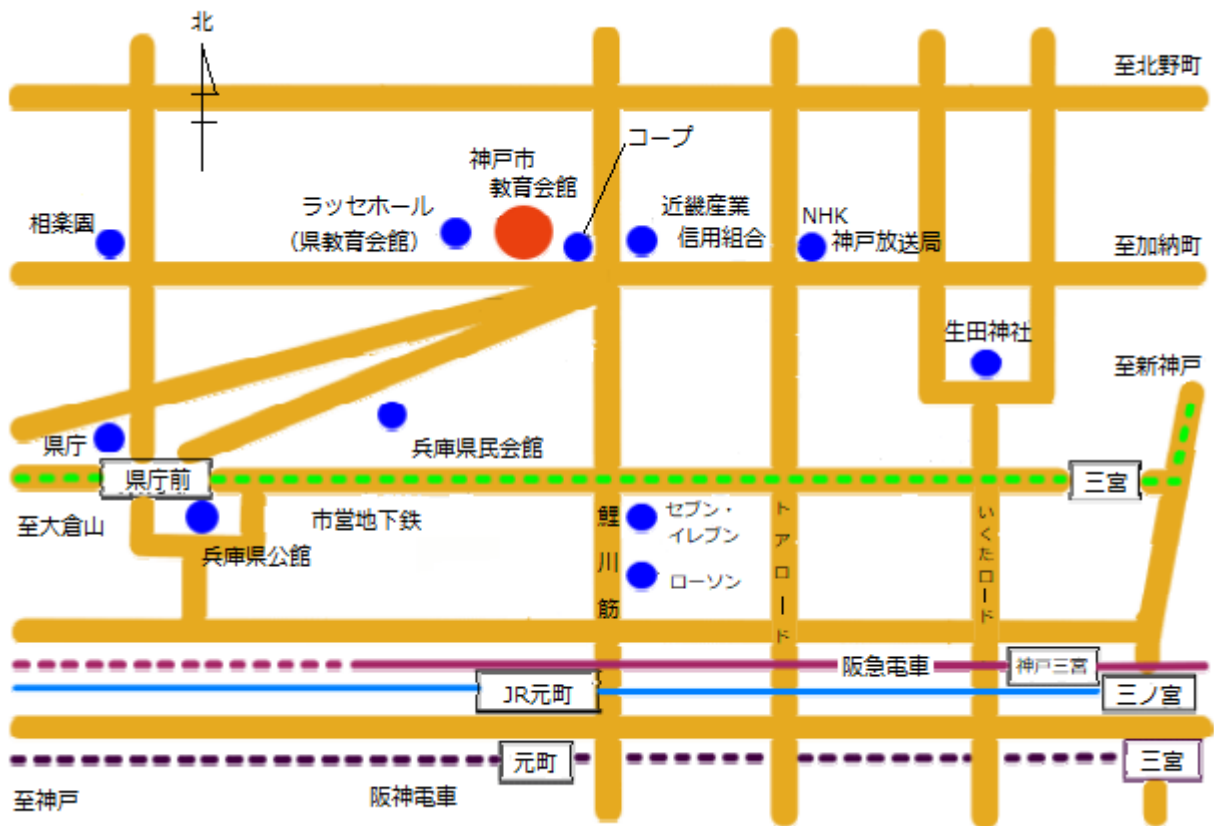 北
至北野町
コープ
神戸市
教育会館
ラッセホール
（県教育会館）
近畿産業
信用組合
NHK
神戸放送局
相楽園
至加納町
生田神社
至新神戸
県庁
兵庫県民会館
県庁前
三宮
至大倉山
市営地下鉄
兵庫県公館
鯉川筋
セブン・
イレブン
ローソン
トアロード
いくたロード
阪急電車
神戸三宮
JR元町
三ノ宮
元町
三宮
至神戸
阪神電車